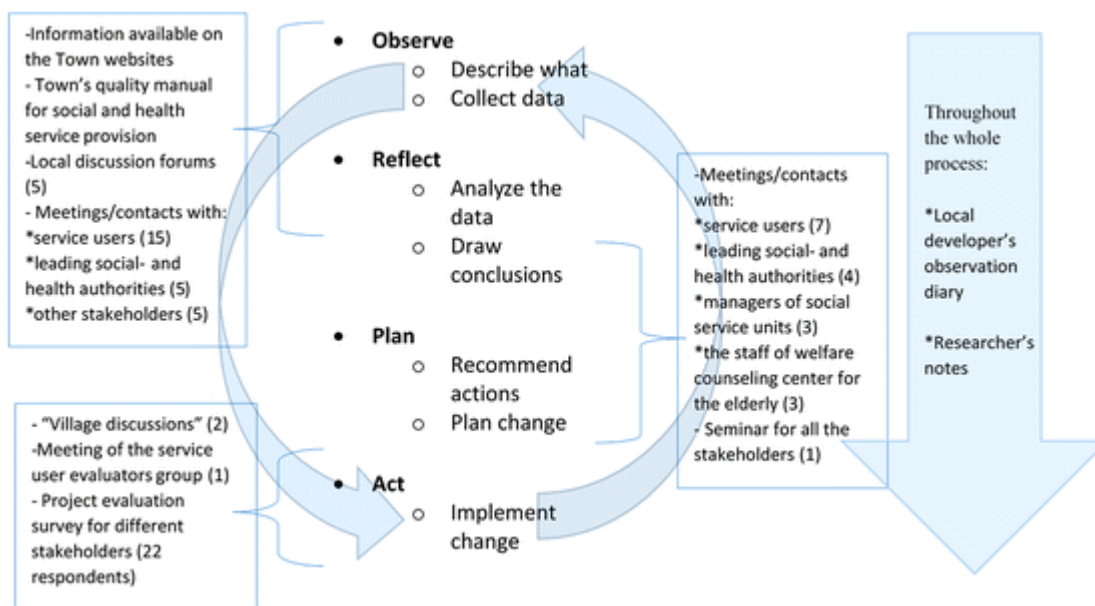 -Information available on
the Town websites
- Town's quality manual
for social and health
service provision
-Local discussion forums
(5)
- Meetings/contacts with:
*service users (15)
*leading social- and
health authorities (5)
*other stakeholders (5)
- "Village discussions" (2)
-Meeting of the service
user evaluators group (1)
- Project evaluation
survey for different
stakeholders (22
respondents)
• Observe
o Describe what
o Collect data
• Reflect
o Analyze the
data
o Draw
conclusions
• Plan
o Recommend
actions
o Plan change
• Act
o Implement
change
-Meetings/contacts
with:
*service users (7)
*leading social- and
health authorities (4)
*managers of social
service units (3)
*the staff of welfare
counseling center for
the elderly (3)
- Seminar for all the
stakeholders (1)
Throughout
the whole
process:
*Local
developer's
observation
diary
*Researcher's
notes